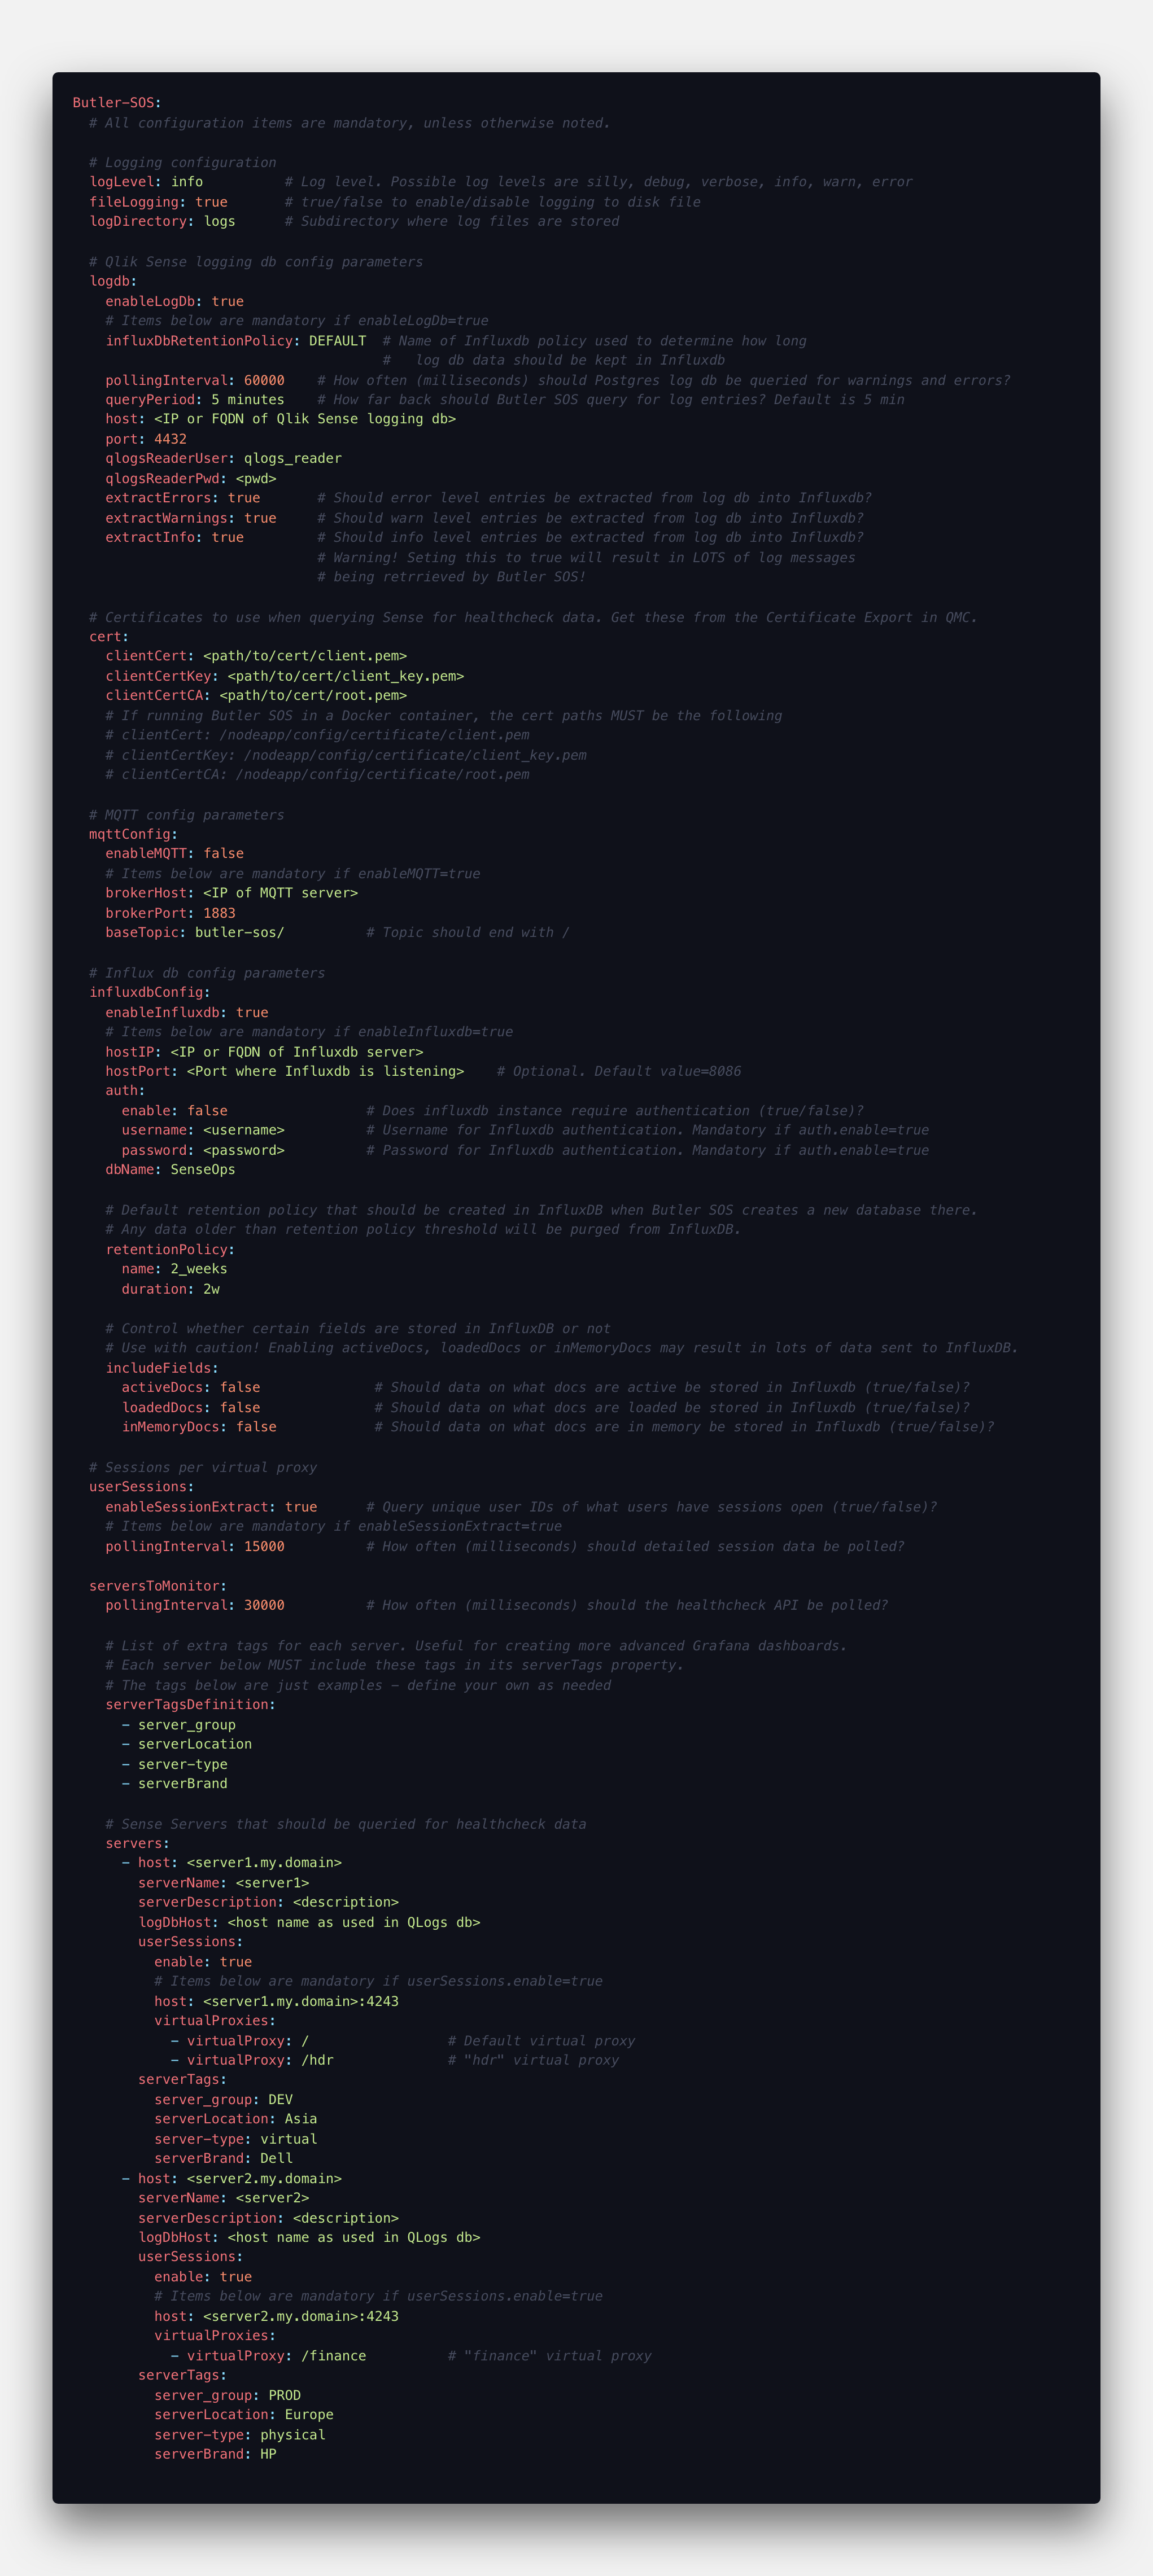 Butler-SOS:
  # All configuration items are mandatory, unless otherwise noted.

  # Logging configuration
  logLevel: info          # Log level. Possible log levels are silly, debug, verbose, info, warn, error
  fileLogging: true       # true/false to enable/disable logging to disk file
  logDirectory: logs      # Subdirectory where log files are stored

  # Qlik Sense logging db config parameters
  logdb:
    enableLogDb: true
    # Items below are mandatory if enableLogDb=true
    influxDbRetentionPolicy: DEFAULT  # Name of Influxdb policy used to determine how long
                                      #   log db data should be kept in Influxdb
    pollingInterval: 60000    # How often (milliseconds) should Postgres log db be queried for warnings and errors?
    queryPeriod: 5 minutes    # How far back should Butler SOS query for log entries? Default is 5 min
    host: <IP or FQDN of Qlik Sense logging db>
    port: 4432
    qlogsReaderUser: qlogs_reader
    qlogsReaderPwd: <pwd>
    extractErrors: true       # Should error level entries be extracted from log db into Influxdb?
    extractWarnings: true     # Should warn level entries be extracted from log db into Influxdb?
    extractInfo: true         # Should info level entries be extracted from log db into Influxdb?
                              # Warning! Seting this to true will result in LOTS of log messages
                              # being retrrieved by Butler SOS!

  # Certificates to use when querying Sense for healthcheck data. Get these from the Certificate Export in QMC.
  cert:
    clientCert: <path/to/cert/client.pem>
    clientCertKey: <path/to/cert/client_key.pem>
    clientCertCA: <path/to/cert/root.pem>
    # If running Butler SOS in a Docker container, the cert paths MUST be the following
    # clientCert: /nodeapp/config/certificate/client.pem
    # clientCertKey: /nodeapp/config/certificate/client_key.pem
    # clientCertCA: /nodeapp/config/certificate/root.pem

  # MQTT config parameters
  mqttConfig:
    enableMQTT: false
    # Items below are mandatory if enableMQTT=true
    brokerHost: <IP of MQTT server>
    brokerPort: 1883
    baseTopic: butler-sos/          # Topic should end with /

  # Influx db config parameters
  influxdbConfig:
    enableInfluxdb: true
    # Items below are mandatory if enableInfluxdb=true
    hostIP: <IP or FQDN of Influxdb server>
    hostPort: <Port where Influxdb is listening>    # Optional. Default value=8086
    auth:
      enable: false                 # Does influxdb instance require authentication (true/false)?
      username: <username>          # Username for Influxdb authentication. Mandatory if auth.enable=true
      password: <password>          # Password for Influxdb authentication. Mandatory if auth.enable=true
    dbName: SenseOps

    # Default retention policy that should be created in InfluxDB when Butler SOS creates a new database there.
    # Any data older than retention policy threshold will be purged from InfluxDB.
    retentionPolicy:
      name: 2_weeks
      duration: 2w

    # Control whether certain fields are stored in InfluxDB or not
    # Use with caution! Enabling activeDocs, loadedDocs or inMemoryDocs may result in lots of data sent to InfluxDB.
    includeFields:
      activeDocs: false              # Should data on what docs are active be stored in Influxdb (true/false)?
      loadedDocs: false              # Should data on what docs are loaded be stored in Influxdb (true/false)?
      inMemoryDocs: false            # Should data on what docs are in memory be stored in Influxdb (true/false)?

  # Sessions per virtual proxy
  userSessions:
    enableSessionExtract: true      # Query unique user IDs of what users have sessions open (true/false)?
    # Items below are mandatory if enableSessionExtract=true
    pollingInterval: 15000          # How often (milliseconds) should detailed session data be polled?

  serversToMonitor:
    pollingInterval: 30000          # How often (milliseconds) should the healthcheck API be polled?

    # List of extra tags for each server. Useful for creating more advanced Grafana dashboards.
    # Each server below MUST include these tags in its serverTags property.
    # The tags below are just examples - define your own as needed
    serverTagsDefinition:
      - server_group
      - serverLocation
      - server-type
      - serverBrand

    # Sense Servers that should be queried for healthcheck data
    servers:
      - host: <server1.my.domain>
        serverName: <server1>
        serverDescription: <description>
        logDbHost: <host name as used in QLogs db>
        userSessions:
          enable: true
          # Items below are mandatory if userSessions.enable=true
          host: <server1.my.domain>:4243
          virtualProxies:
            - virtualProxy: /                 # Default virtual proxy
            - virtualProxy: /hdr              # "hdr" virtual proxy
        serverTags:
          server_group: DEV
          serverLocation: Asia
          server-type: virtual
          serverBrand: Dell
      - host: <server2.my.domain>
        serverName: <server2>
        serverDescription: <description>
        logDbHost: <host name as used in QLogs db>
        userSessions:
          enable: true
          # Items below are mandatory if userSessions.enable=true
          host: <server2.my.domain>:4243
          virtualProxies:
            - virtualProxy: /finance          # "finance" virtual proxy
        serverTags:
          server_group: PROD
          serverLocation: Europe
          server-type: physical
          serverBrand: HP